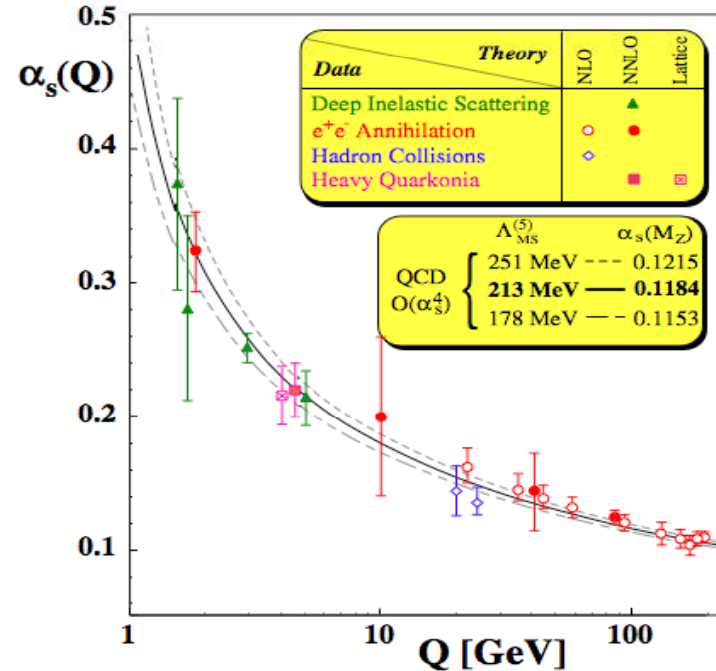 0.5
αs(Q)
0.4
0.3
0.2
0.1
1
10
100
Q [GeV]
Theory
Data
NLO
NNLO
Lattice
Deep Inelastic Scattering
e+e- Annihilation
Hadron Collisions
Heavy Quarkonia
Λ(5)MS αs(MZ)
QCD O(αs4)
251 MeV 0.1215
213 MeV 0.1184
178 MeV 0.1153